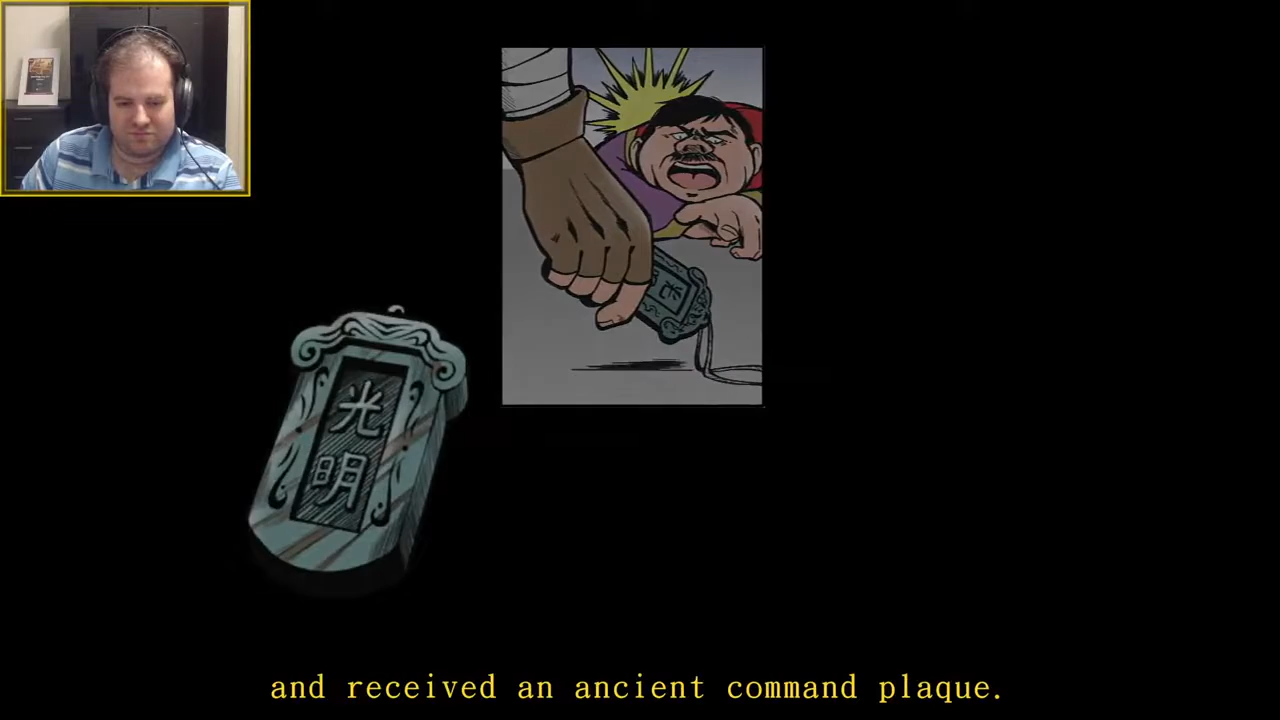 光
明
and received an ancient command plaque.